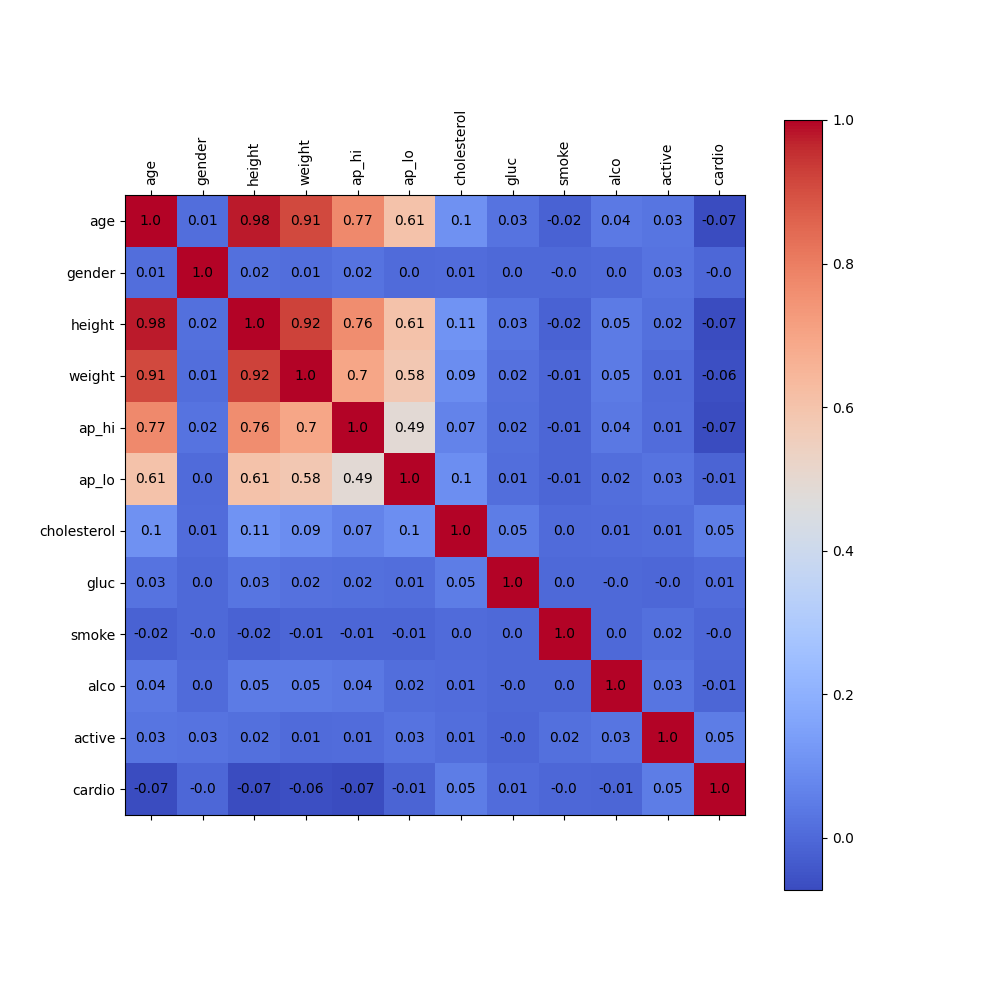 age gender height weight ap_hi ap_lo cholesterol gluc smoke alco active cardio
age 1.0 0.01 0.98 0.91 0.77 0.61 0.1 0.03 -0.02 0.04 0.03 -0.07
gender 0.01 1.0 0.02 0.01 0.02 0.0 0.01 0.0 -0.0 0.0 0.03 -0.0
height 0.98 0.02 1.0 0.92 0.76 0.61 0.11 0.03 -0.02 0.05 0.02 -0.07
weight 0.91 0.01 0.92 1.0 0.7 0.58 0.09 0.02 -0.01 0.05 0.01 -0.06
ap_hi 0.77 0.02 0.76 0.7 1.0 0.49 0.07 0.02 -0.01 0.04 0.01 -0.07
ap_lo 0.61 0.0 0.61 0.58 0.49 1.0 0.1 0.01 -0.01 0.02 0.03 -0.01
cholesterol 0.1 0.01 0.11 0.09 0.07 0.1 1.0 0.05 0.0 0.01 0.01 0.05
gluc 0.03 0.0 0.03 0.02 0.02 0.01 0.05 1.0 0.0 -0.0 -0.0 0.01
smoke -0.02 -0.0 -0.02 -0.01 -0.01 -0.01 0.0 0.0 1.0 0.0 0.02 -0.0
alco 0.04 0.0 0.05 0.05 0.04 0.02 0.01 -0.0 0.0 1.0 0.03 -0.01
active 0.03 0.03 0.02 0.01 0.01 0.03 0.01 -0.0 0.02 0.03 1.0 0.05
cardio -0.07 -0.0 -0.07 -0.06 -0.07 -0.01 0.05 0.01 -0.0 -0.01 0.05 1.0
1.0
0.8
0.6
0.4
0.2
0.0